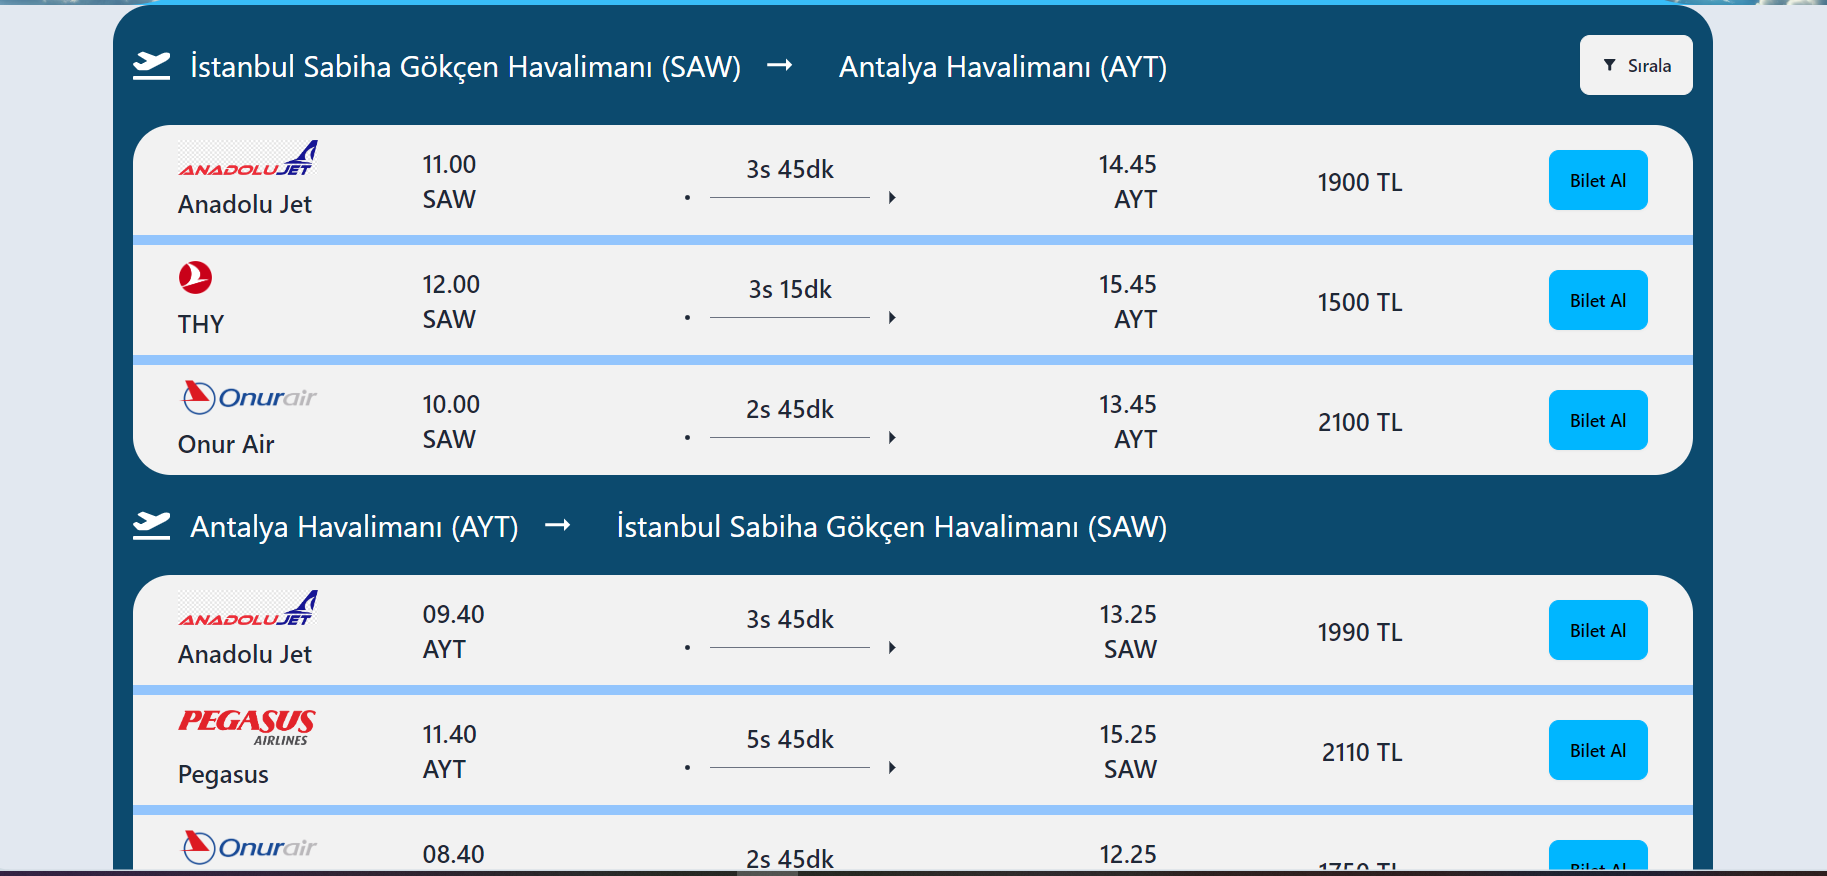 İstanbul Sabiha Gökçen Havalimanı (SAW) → Antalya Havalimanı (AYT)
Sırala
ANADOLUJET
Anadolu Jet
11.00
SAW
3s 45dk
14.45
AYT
1900 TL
Bilet Al
THY
12.00
SAW
3s 15dk
15.45
AYT
1500 TL
Bilet Al
Onurair
Onur Air
10.00
SAW
2s 45dk
13.45
AYT
2100 TL
Bilet Al
Antalya Havalimanı (AYT) → İstanbul Sabiha Gökçen Havalimanı (SAW)
ANADOLUJET
Anadolu Jet
09.40
AYT
3s 45dk
13.25
SAW
1990 TL
Bilet Al
PEGASUS
AIRLINES
Pegasus
11.40
AYT
5s 45dk
15.25
SAW
2110 TL
Bilet Al
Onurair
08.40
2s 45dk
12.25
1750 TL
Bilet Al